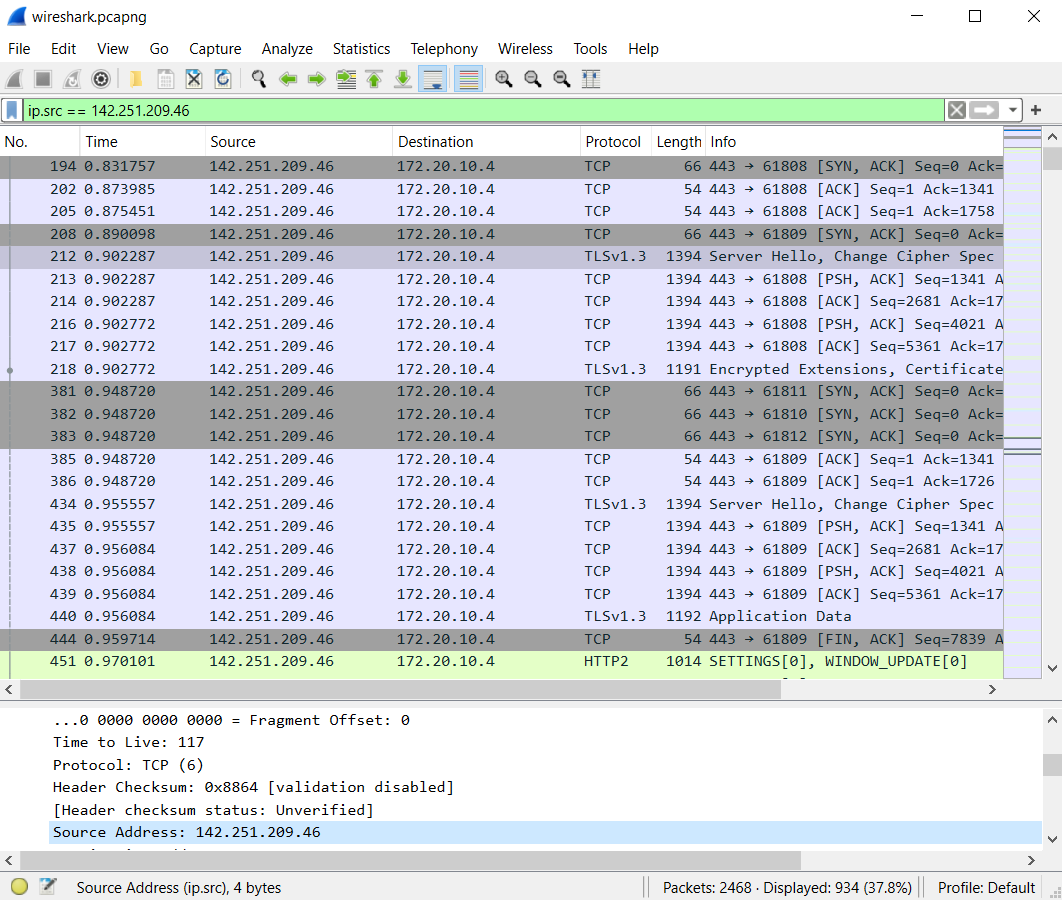 wireshark.pcapng
File Edit View Go Capture Analyze Statistics Telephony Wireless Tools Help
ip.src == 142.251.209.46
No. Time Source Destination Protocol Length Info
194 0.831757 142.251.209.46 172.20.10.4 TCP 66 443 → 61808 [SYN, ACK] Seq=0 Ack=
202 0.873985 142.251.209.46 172.20.10.4 TCP 54 443 → 61808 [ACK] Seq=1 Ack=1341
205 0.875451 142.251.209.46 172.20.10.4 TCP 54 443 → 61808 [ACK] Seq=1 Ack=1758
208 0.890098 142.251.209.46 172.20.10.4 TCP 66 443 → 61809 [SYN, ACK] Seq=0 Ack=
212 0.902287 142.251.209.46 172.20.10.4 TLSv1.3 1394 Server Hello, Change Cipher Spec
213 0.902287 142.251.209.46 172.20.10.4 TCP 1394 443 → 61808 [PSH, ACK] Seq=1341 A
214 0.902287 142.251.209.46 172.20.10.4 TCP 1394 443 → 61808 [ACK] Seq=2681 Ack=17
216 0.902772 142.251.209.46 172.20.10.4 TCP 1394 443 → 61808 [PSH, ACK] Seq=4021 A
217 0.902772 142.251.209.46 172.20.10.4 TCP 1394 443 → 61808 [ACK] Seq=5361 Ack=17
218 0.902772 142.251.209.46 172.20.10.4 TLSv1.3 1191 Encrypted Extensions, Certificate
381 0.948720 142.251.209.46 172.20.10.4 TCP 66 443 → 61811 [SYN, ACK] Seq=0 Ack=
382 0.948720 142.251.209.46 172.20.10.4 TCP 66 443 → 61810 [SYN, ACK] Seq=0 Ack=
383 0.948720 142.251.209.46 172.20.10.4 TCP 66 443 → 61812 [SYN, ACK] Seq=0 Ack=
385 0.948720 142.251.209.46 172.20.10.4 TCP 54 443 → 61809 [ACK] Seq=1 Ack=1341
386 0.948720 142.251.209.46 172.20.10.4 TCP 54 443 → 61809 [ACK] Seq=1 Ack=1726
434 0.955557 142.251.209.46 172.20.10.4 TLSv1.3 1394 Server Hello, Change Cipher Spec
435 0.955557 142.251.209.46 172.20.10.4 TCP 1394 443 → 61809 [PSH, ACK] Seq=1341 A
437 0.956084 142.251.209.46 172.20.10.4 TCP 1394 443 → 61809 [ACK] Seq=2681 Ack=17
438 0.956084 142.251.209.46 172.20.10.4 TCP 1394 443 → 61809 [PSH, ACK] Seq=4021 A
439 0.956084 142.251.209.46 172.20.10.4 TCP 1394 443 → 61809 [ACK] Seq=5361 Ack=17
440 0.956084 142.251.209.46 172.20.10.4 TLSv1.3 1192 Application Data
444 0.959714 142.251.209.46 172.20.10.4 TCP 54 443 → 61809 [FIN, ACK] Seq=7839 A
451 0.970101 142.251.209.46 172.20.10.4 HTTP2 1014 SETTINGS[0], WINDOW_UPDATE[0]
...0 0000 0000 0000 = Fragment Offset: 0
Time to Live: 117
Protocol: TCP (6)
Header Checksum: 0x8864 [validation disabled]
[Header checksum status: Unverified]
Source Address: 142.251.209.46
Source Address (ip.src), 4 bytes
Packets: 2468 · Displayed: 934 (37.8%)
Profile: Default